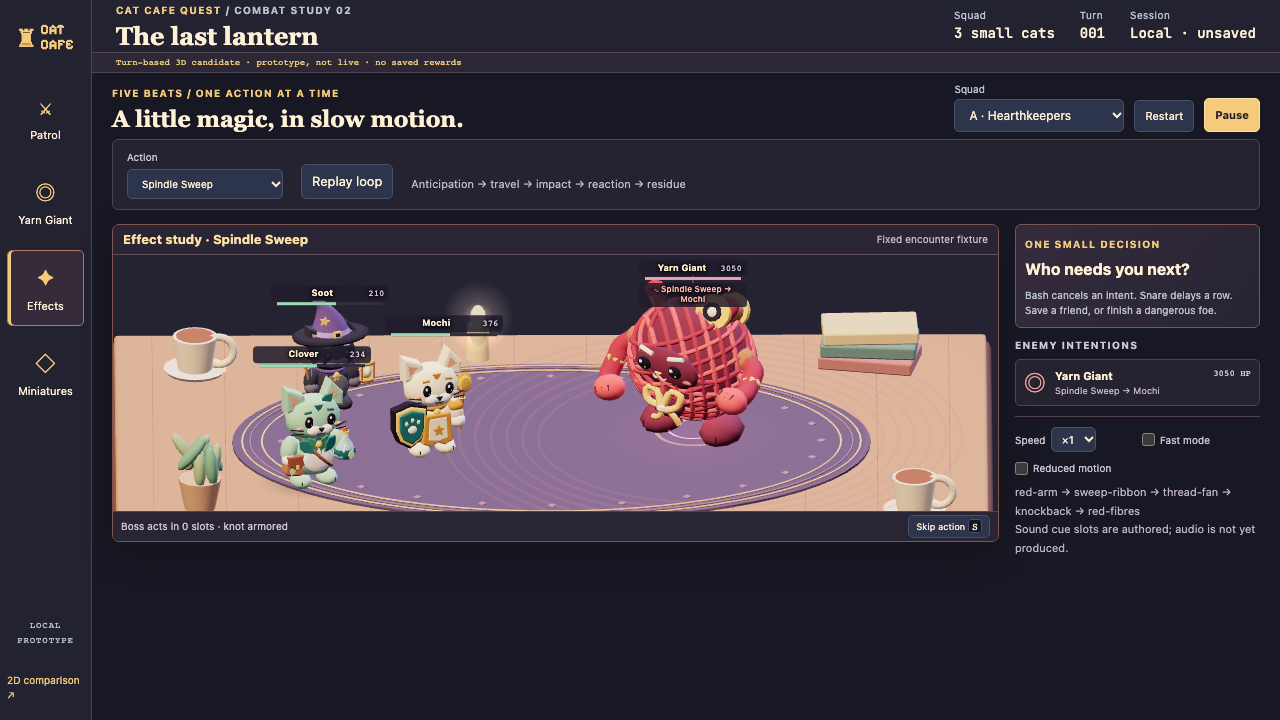 CAT CAFE
CAT CAFE QUEST / COMBAT STUDY 02
The last lantern
Squad
3 small cats
Turn
001
Session
Local · unsaved
Turn-based 3D candidate · prototype, not live · no saved rewards
Patrol
Yarn Giant
Effects
Miniatures
LOCAL
PROTOTYPE
2D comparison
↗
FIVE BEATS / ONE ACTION AT A TIME
A little magic, in slow motion.
Squad
A · Hearthkeepers
Restart
Pause
Action
Spindle Sweep
Replay loop
Anticipation → travel → impact → reaction → residue
Effect study · Spindle Sweep
Fixed encounter fixture
Yarn Giant 3050
Spindle Sweep →
Mochi
Soot 210
Mochi 376
Clover 234
Boss acts in 0 slots · knot armored
Skip action S
ONE SMALL DECISION
Who needs you next?
Bash cancels an intent. Snare delays a row.
Save a friend, or finish a dangerous foe.
ENEMY INTENTIONS
Yarn Giant
3050 HP
Spindle Sweep → Mochi
Speed
×1
Fast mode
Reduced motion
red-arm → sweep-ribbon → thread-fan →
knockback → red-fibres
Sound cue slots are authored; audio is not yet
produced.